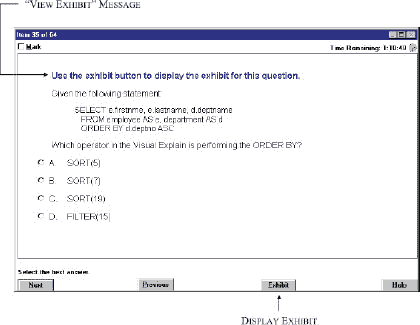 "VIEW EXHIBIT" MESSAGE
Item 35 of 64
Mark
Time Remaining: 1:10:49
Use the exhibit button to display the exhibit for this question.
Given the following statement:
SELECT e.firstnme, e.lastname, d.deptname
FROM employee AS e, department AS d
ORDER BY d.deptno ASC
Which operator in the Visual Explain is performing the ORDER BY?
A. SORT(5)
B. SORT(7)
C. SORT(19)
D. FILTER(15)
Select the best answer.
Next Previous Exhibit Help
DISPLAY EXHIBIT